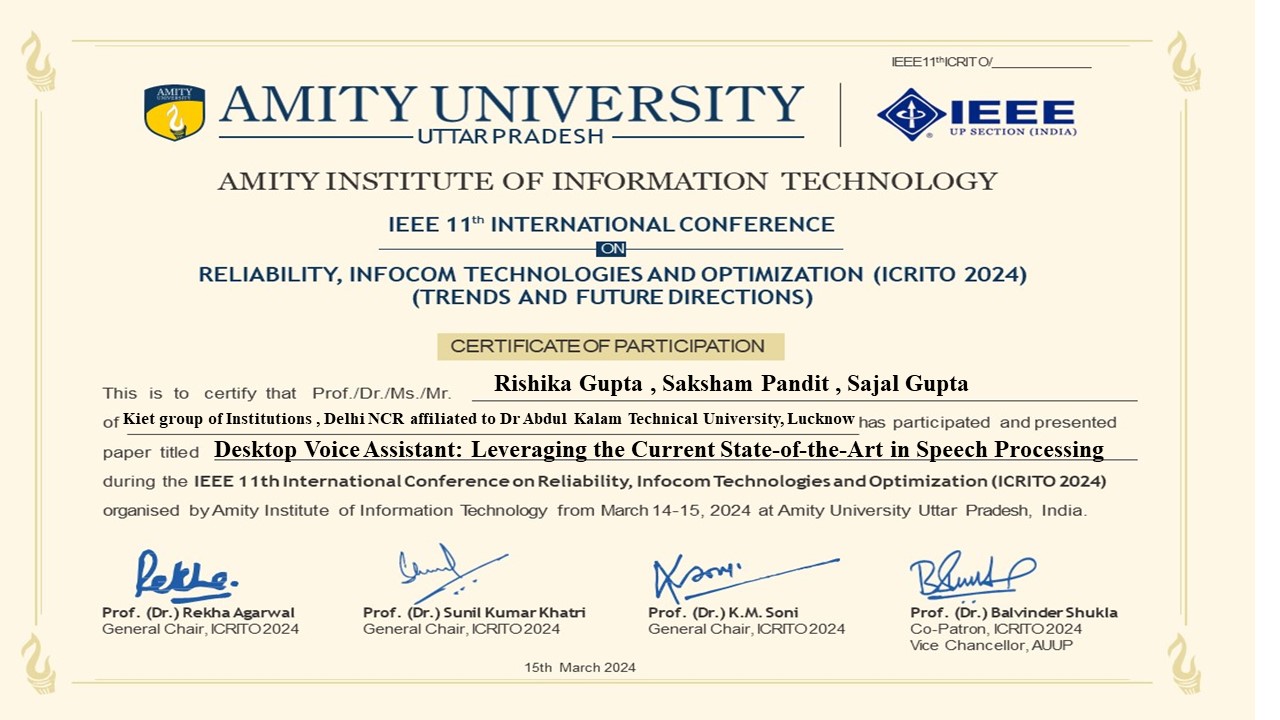 IEEE11thICRITO/______________
AMITY UNIVERSITY
AMITY UNIVERSITY
UTTAR PRADESH
IEEE
UP SECTION (INDIA)
AMITY INSTITUTE OF INFORMATION TECHNOLOGY
IEEE 11th INTERNATIONAL CONFERENCE
ON
RELIABILITY, INFOCOM TECHNOLOGIES AND OPTIMIZATION (ICRITO 2024)
(TRENDS AND FUTURE DIRECTIONS)
CERTIFICATE OF PARTICIPATION
This is to certify that Prof./Dr./Ms./Mr. Rishika Gupta , Saksham Pandit , Sajal Gupta
of Kiet group of Institutions , Delhi NCR affiliated to Dr Abdul Kalam Technical University, Lucknow has participated and presented
paper titled Desktop Voice Assistant: Leveraging the Current State-of-the-Art in Speech Processing
during the IEEE 11th International Conference on Reliability, Infocom Technologies and Optimization (ICRITO 2024)
organised by Amity Institute of Information Technology from March 14-15, 2024 at Amity University Uttar Pradesh, India.
Rekha.
Prof. (Dr.) Rekha Agarwal
General Chair, ICRITO 2024
Prof. (Dr.) Sunil Kumar Khatri
General Chair, ICRITO 2024
KSoni
Prof. (Dr.) K.M. Soni
General Chair, ICRITO 2024
Prof. (Dr.) Balvinder Shukla
Co-Patron, ICRITO 2024
Vice Chancellor, AUUP
15th March 2024